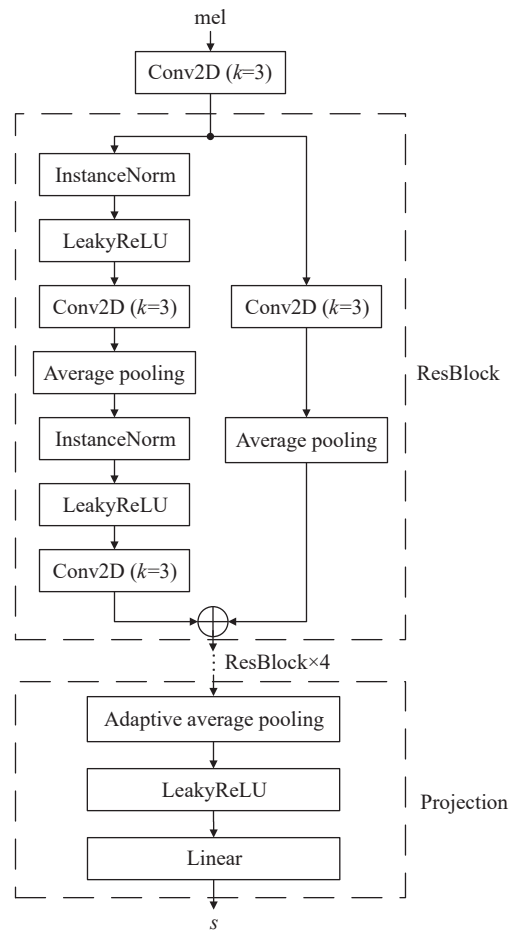 mel
Conv2D (k=3)
InstanceNorm
LeakyReLU
Conv2D (k=3)
Average pooling
InstanceNorm
LeakyReLU
Conv2D (k=3)
Conv2D (k=3)
Average pooling
ResBlock
ResBlock×4
Adaptive average pooling
LeakyReLU
Linear
Projection
s